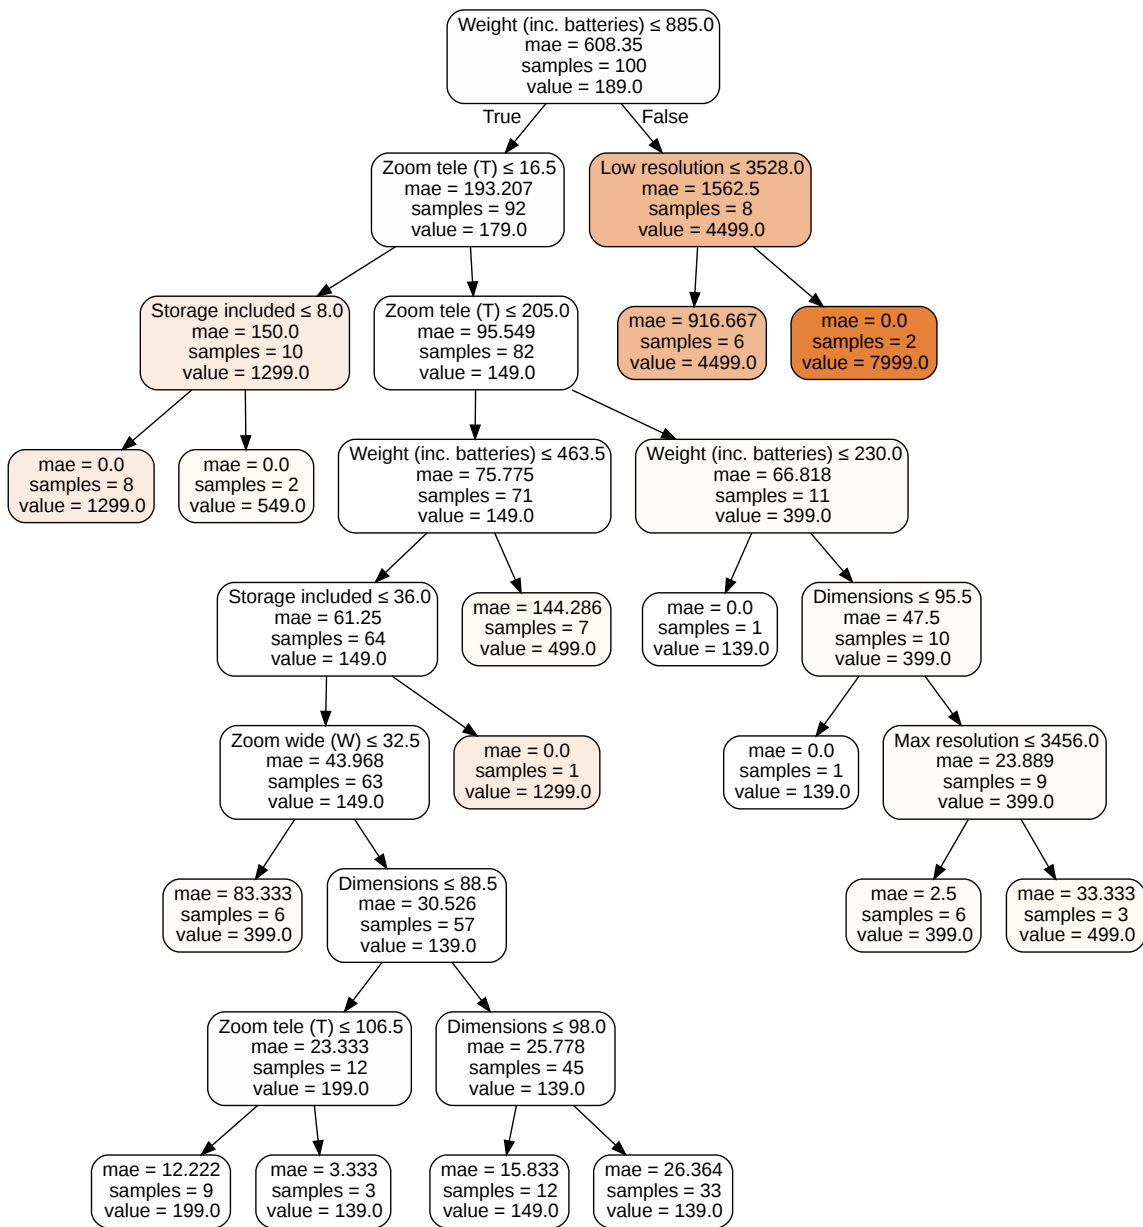 Weight (inc. batteries) ≤ 885.0
mae = 608.35
samples = 100
value = 189.0
True
False
Zoom tele (T) ≤ 16.5
mae = 193.207
samples = 92
value = 179.0
Low resolution ≤ 3528.0
mae = 1562.5
samples = 8
value = 4499.0
Storage included ≤ 8.0
mae = 150.0
samples = 10
value = 1299.0
Zoom tele (T) ≤ 205.0
mae = 95.549
samples = 82
value = 149.0
mae = 916.667
samples = 6
value = 4499.0
mae = 0.0
samples = 2
value = 7999.0
mae = 0.0
samples = 8
value = 1299.0
mae = 0.0
samples = 2
value = 549.0
Weight (inc. batteries) ≤ 463.5
mae = 75.775
samples = 71
value = 149.0
Weight (inc. batteries) ≤ 230.0
mae = 66.818
samples = 11
value = 399.0
Storage included ≤ 36.0
mae = 61.25
samples = 64
value = 149.0
mae = 144.286
samples = 7
value = 499.0
mae = 0.0
samples = 1
value = 139.0
Dimensions ≤ 95.5
mae = 47.5
samples = 10
value = 399.0
Zoom wide (W) ≤ 32.5
mae = 43.968
samples = 63
value = 149.0
mae = 0.0
samples = 1
value = 1299.0
mae = 0.0
samples = 1
value = 139.0
Max resolution ≤ 3456.0
mae = 23.889
samples = 9
value = 399.0
mae = 83.333
samples = 6
value = 399.0
Dimensions ≤ 88.5
mae = 30.526
samples = 57
value = 139.0
mae = 2.5
samples = 6
value = 399.0
mae = 33.333
samples = 3
value = 499.0
Zoom tele (T) ≤ 106.5
mae = 23.333
samples = 12
value = 199.0
Dimensions ≤ 98.0
mae = 25.778
samples = 45
value = 139.0
mae = 12.222
samples = 9
value = 199.0
mae = 3.333
samples = 3
value = 139.0
mae = 15.833
samples = 12
value = 149.0
mae = 26.364
samples = 33
value = 139.0